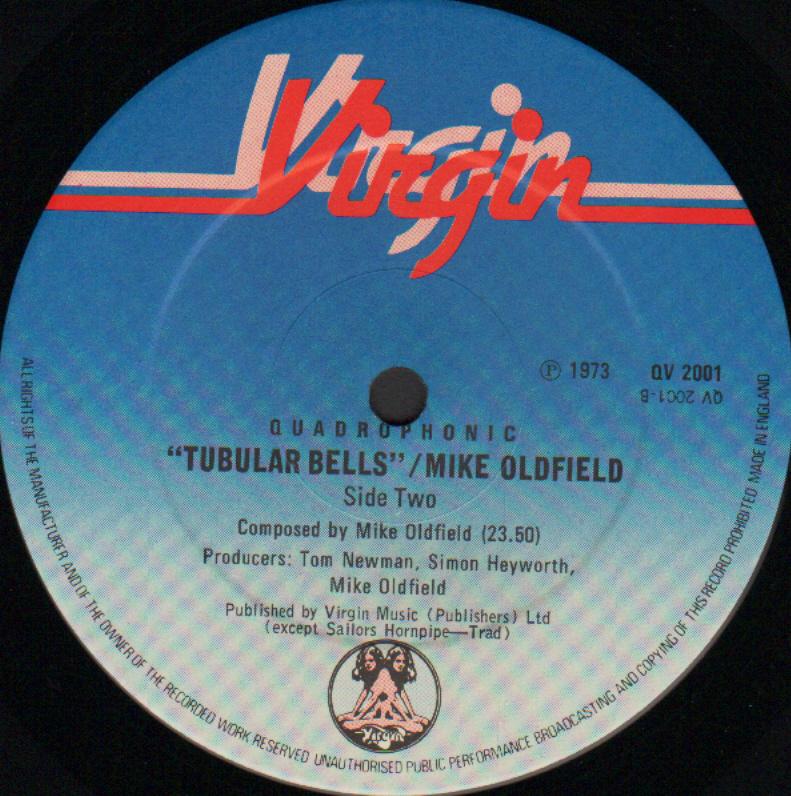 Virgin
Ⓟ 1973 QV 2001
QV 2001-B
QUADROPHONIC
“TUBULAR BELLS”/MIKE OLDFIELD
Side Two
Composed by Mike Oldfield (23.50)
Producers: Tom Newman, Simon Heyworth,
Mike Oldfield
Published by Virgin Music (Publishers) Ltd
(except Sailors Hornpipe—Trad)
Virgin
ALL RIGHTS OF THE MANUFACTURER AND OF THE OWNER OF THE RECORDED WORK RESERVED UNAUTHORISED PUBLIC PERFORMANCE BROADCASTING AND COPYING OF THIS RECORD PROHIBITED MADE IN ENGLAND